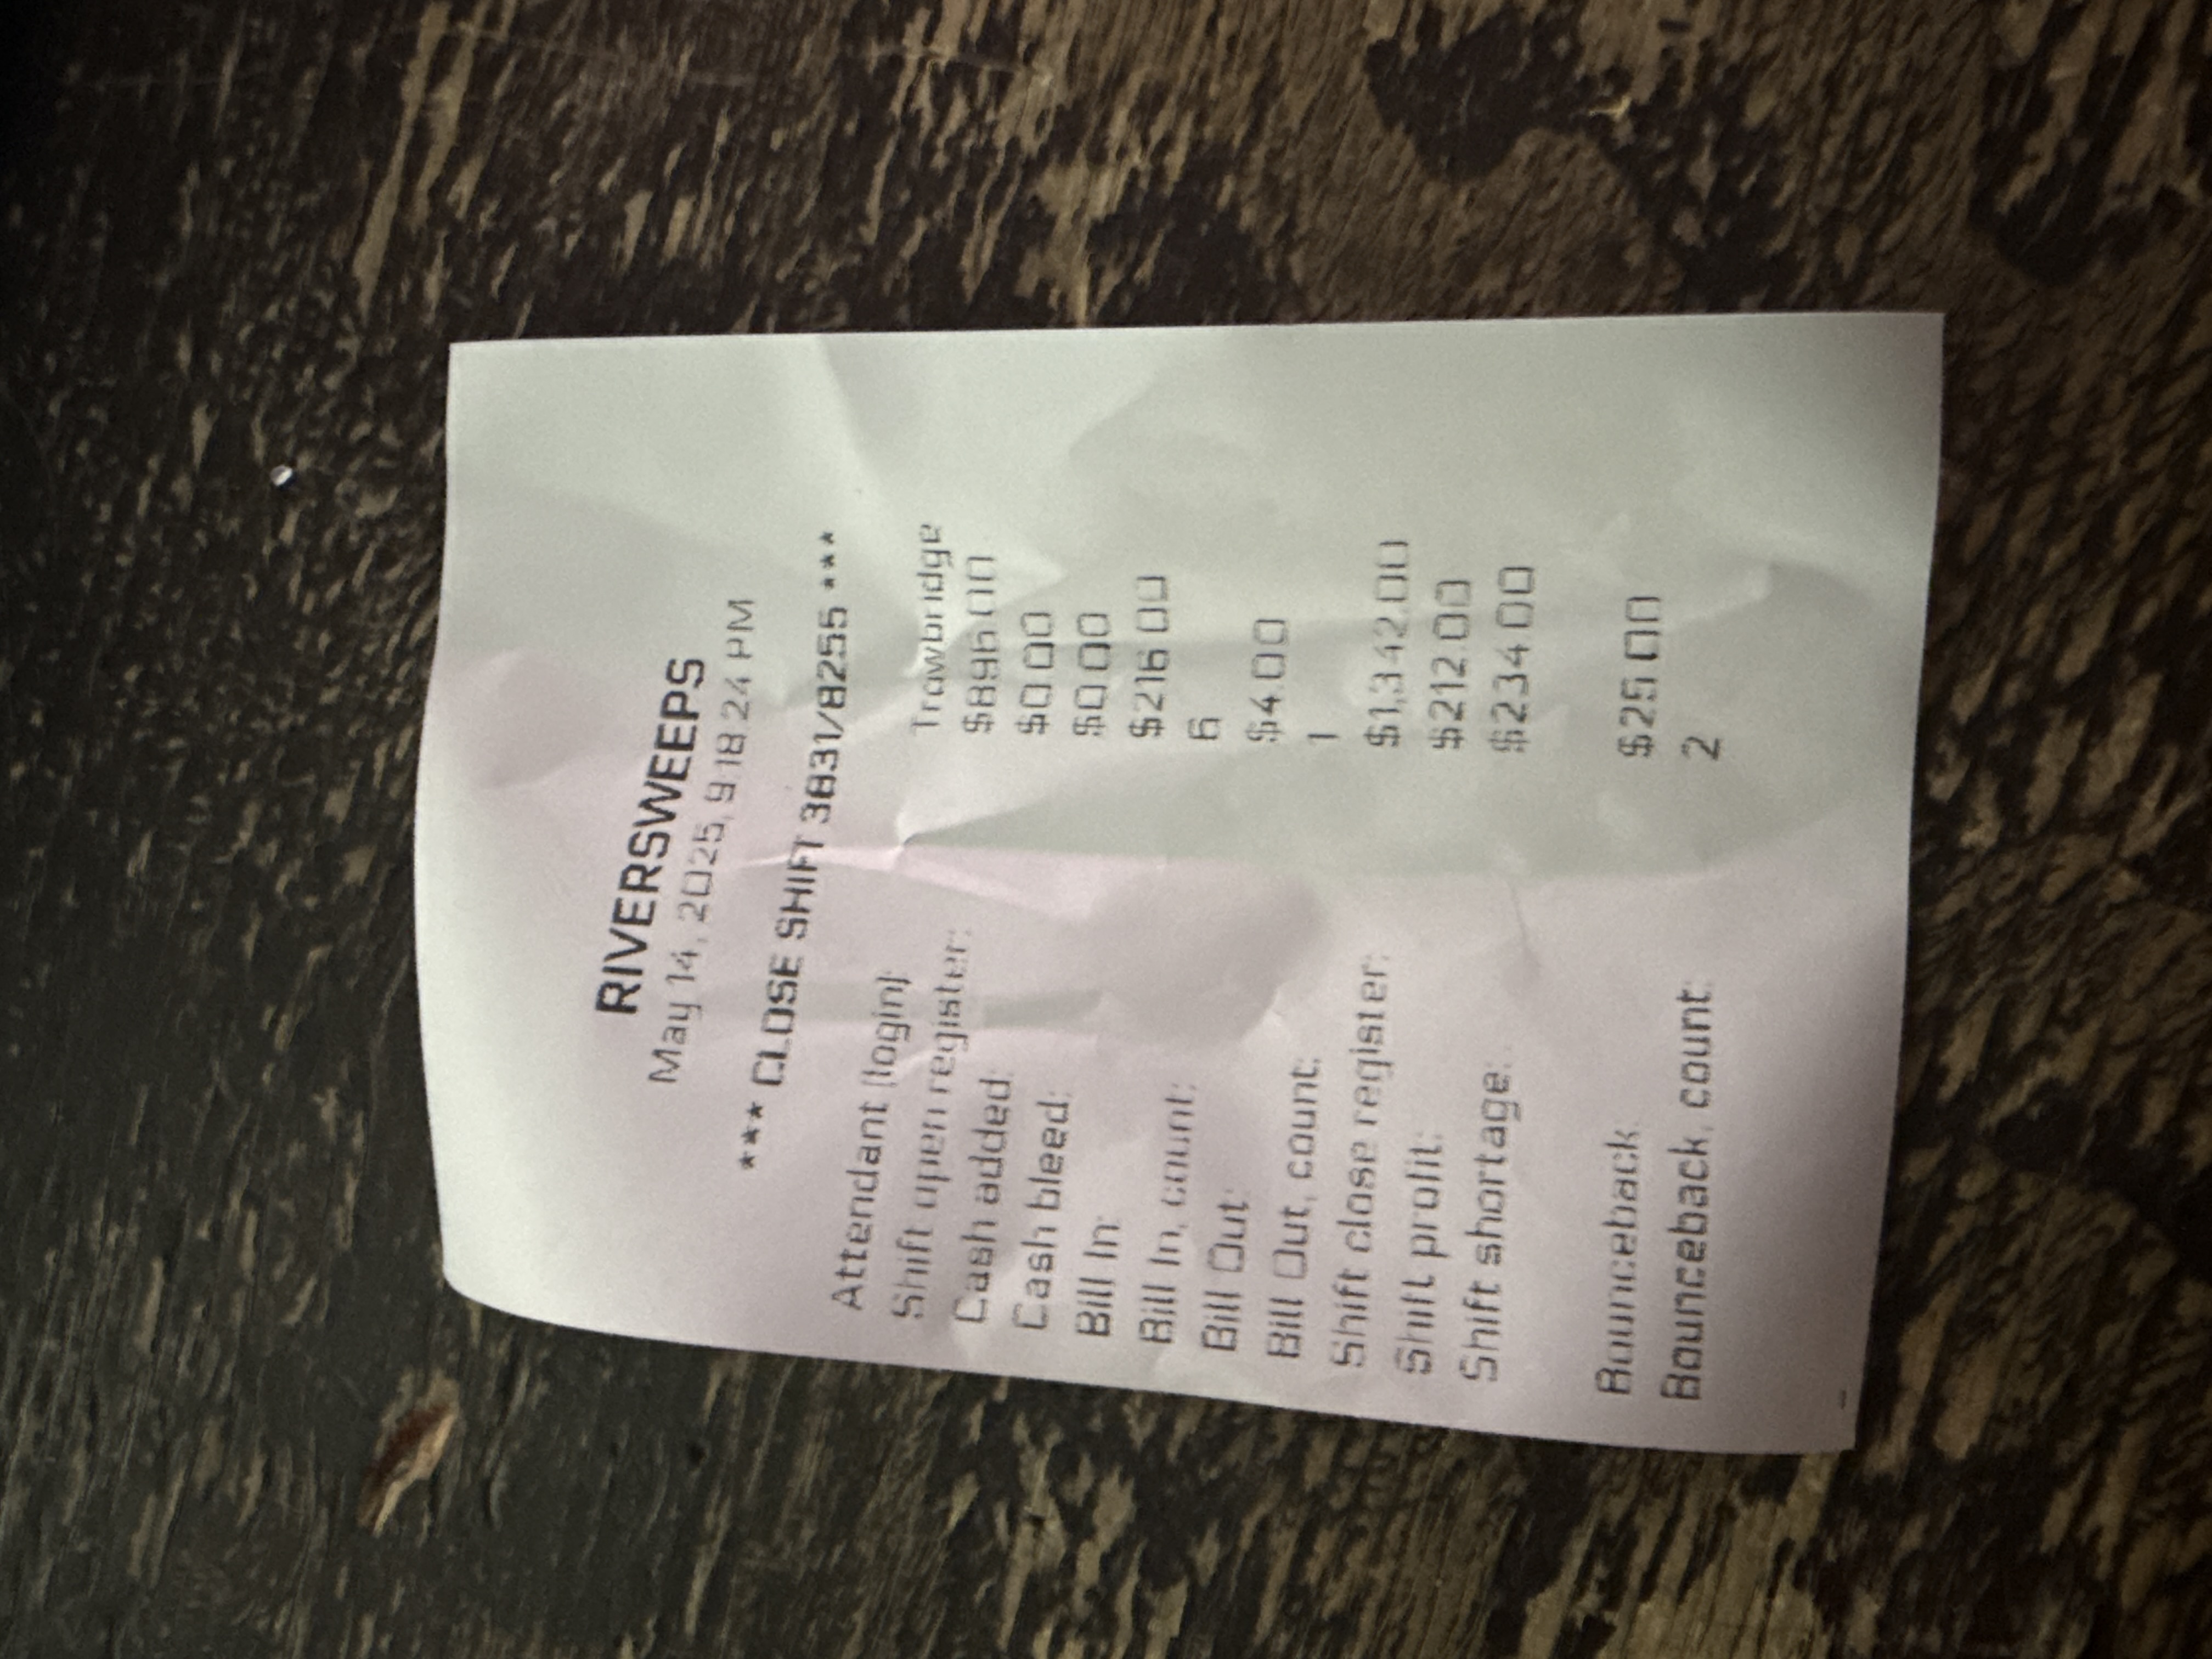 RIVERSWEEPS
May 14, 2025, 9:18:24 PM
*** CLOSE SHIFT 3831/8255 ***
Attendant (login): Trawbridge
Shift open register: $896.00
Cash added: $0.00
Cash bleed: $0.00
Bill In: $216.00
Bill In, count: 6
Bill Out: $4.00
Bill Out, count: 1
Shift close register: $1,342.00
Shift profit: $212.00
Shift shortage: $234.00
Bounceback: $25.00
Bounceback, count: 2